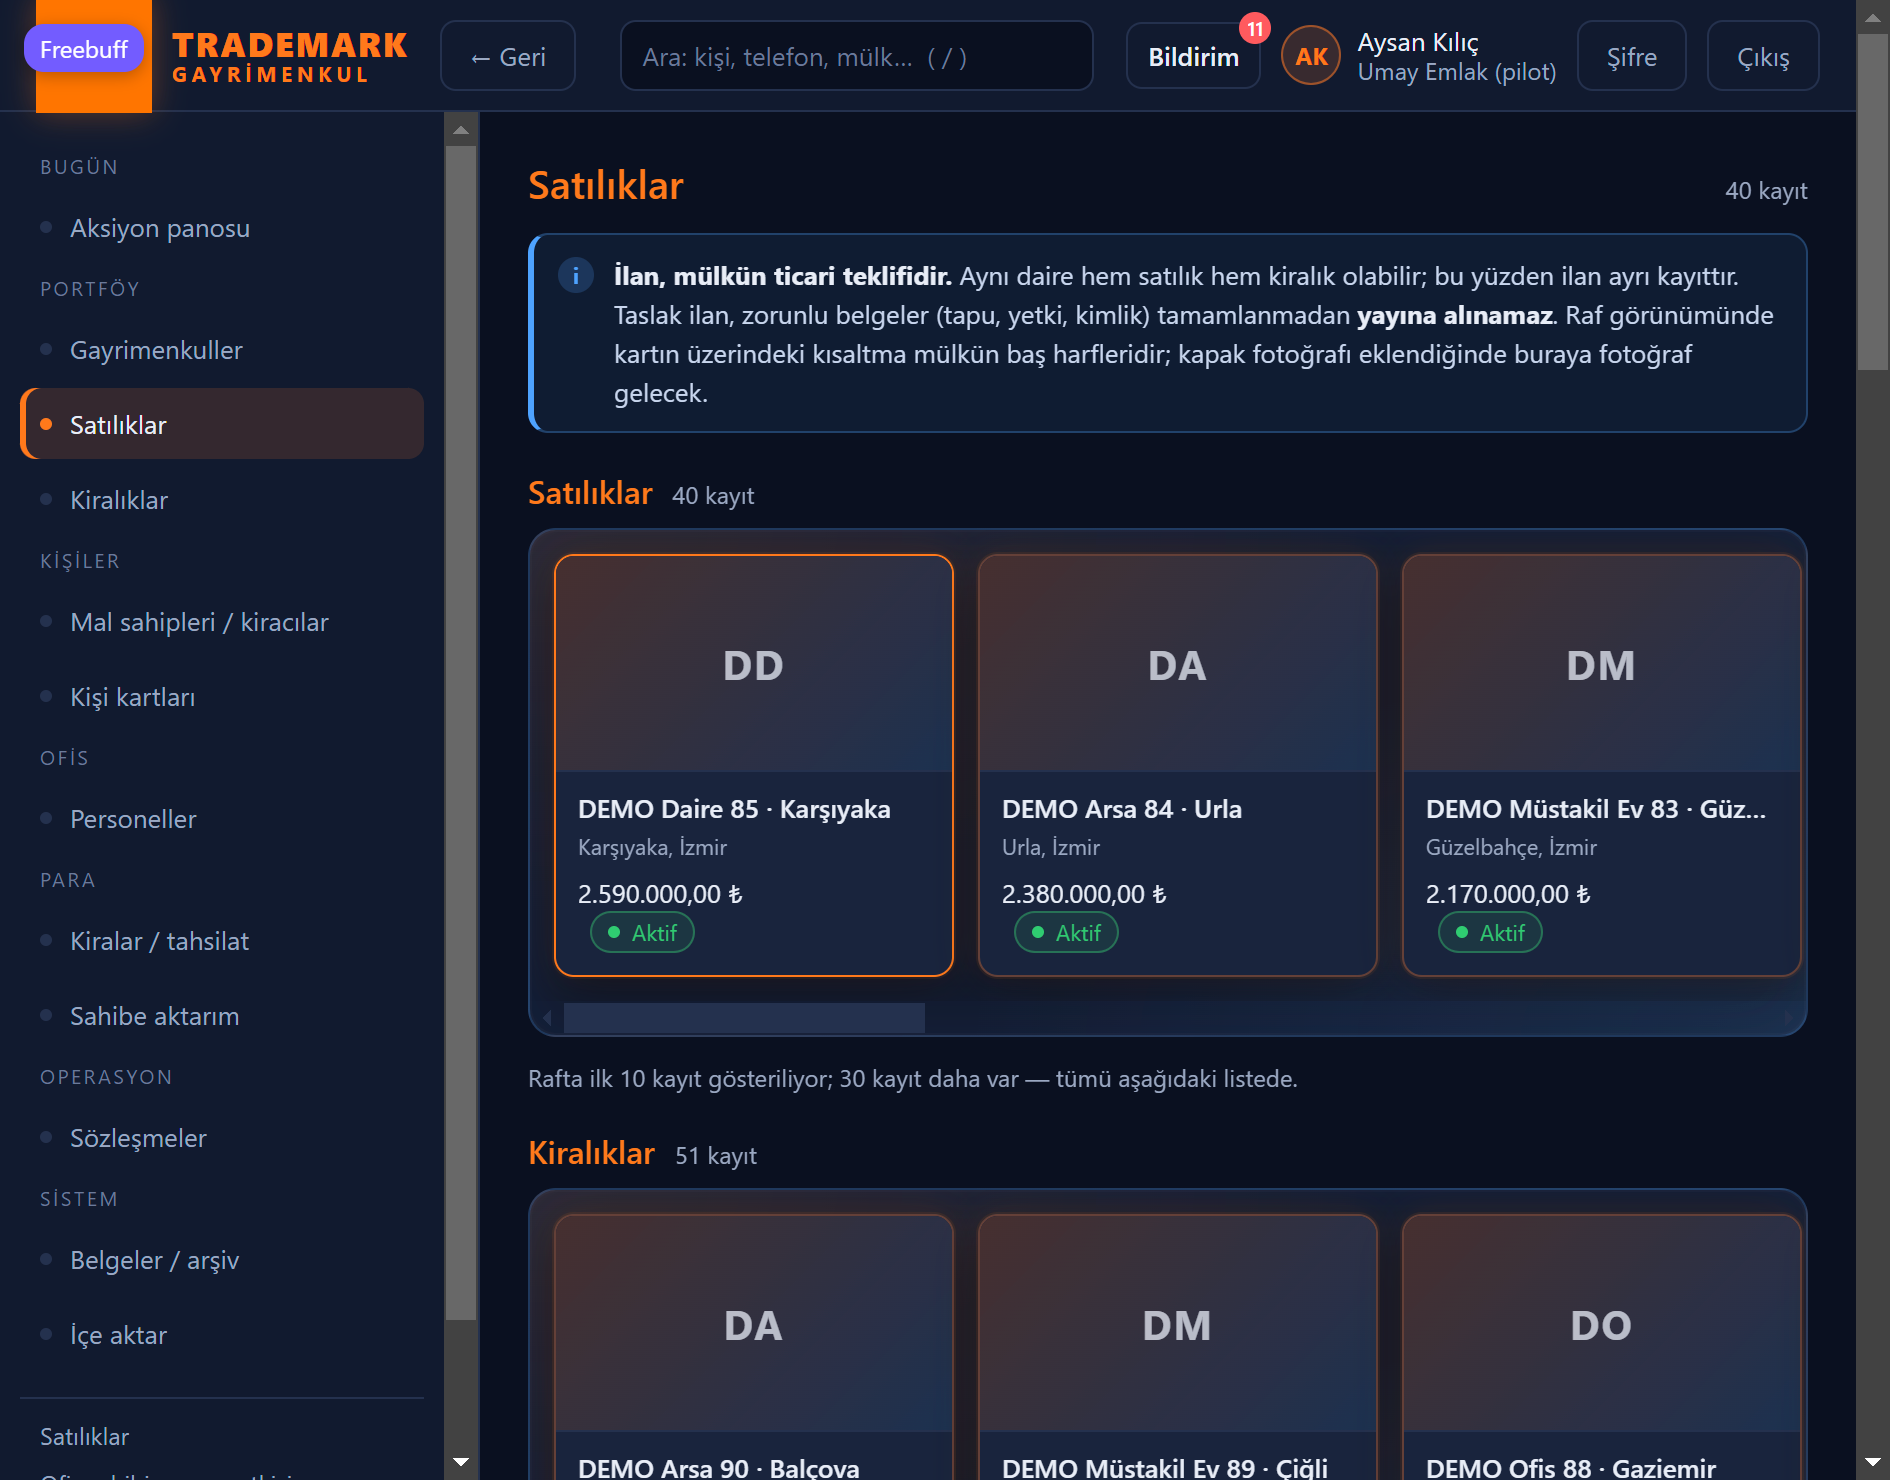 Freebuff
TRADEMARK
GAYRİMENKUL
← Geri
Ara: kişi, telefon, mülk... ( / )
Bildirim
11
AK
Aysan Kılıç
Umay Emlak (pilot)
Şifre
Çıkış
BUGÜN
Aksiyon panosu
PORTFÖY
Gayrimenkuller
Satılıklar
Kiralıklar
KİŞİLER
Mal sahipleri / kiracılar
Kişi kartları
OFİS
Personeller
PARA
Kiralar / tahsilat
Sahibe aktarım
OPERASYON
Sözleşmeler
SİSTEM
Belgeler / arşiv
İçe aktar
Satılıklar
Satılıklar
40 kayıt
i
İlan, mülkün ticari teklifidir. Aynı daire hem satılık hem kiralık olabilir; bu yüzden ilan ayrı kayıttır.
Taslak ilan, zorunlu belgeler (tapu, yetki, kimlik) tamamlanmadan yayına alınamaz. Raf görünümünde
kartın üzerindeki kısaltma mülkün baş harfleridir; kapak fotoğrafı eklendiğinde buraya fotoğraf
gelecek.
Satılıklar 40 kayıt
DD
DEMO Daire 85 · Karşıyaka
Karşıyaka, İzmir
2.590.000,00 ₺
Aktif
DA
DEMO Arsa 84 · Urla
Urla, İzmir
2.380.000,00 ₺
Aktif
DM
DEMO Müstakil Ev 83 · Güz...
Güzelbahçe, İzmir
2.170.000,00 ₺
Aktif
Rafta ilk 10 kayıt gösteriliyor; 30 kayıt daha var — tümü aşağıdaki listede.
Kiralıklar 51 kayıt
DA
DEMO Arsa 90 · Balçova
DM
DEMO Müstakil Ev 89 · Çiğli
DO
DEMO Ofis 88 · Gaziemir